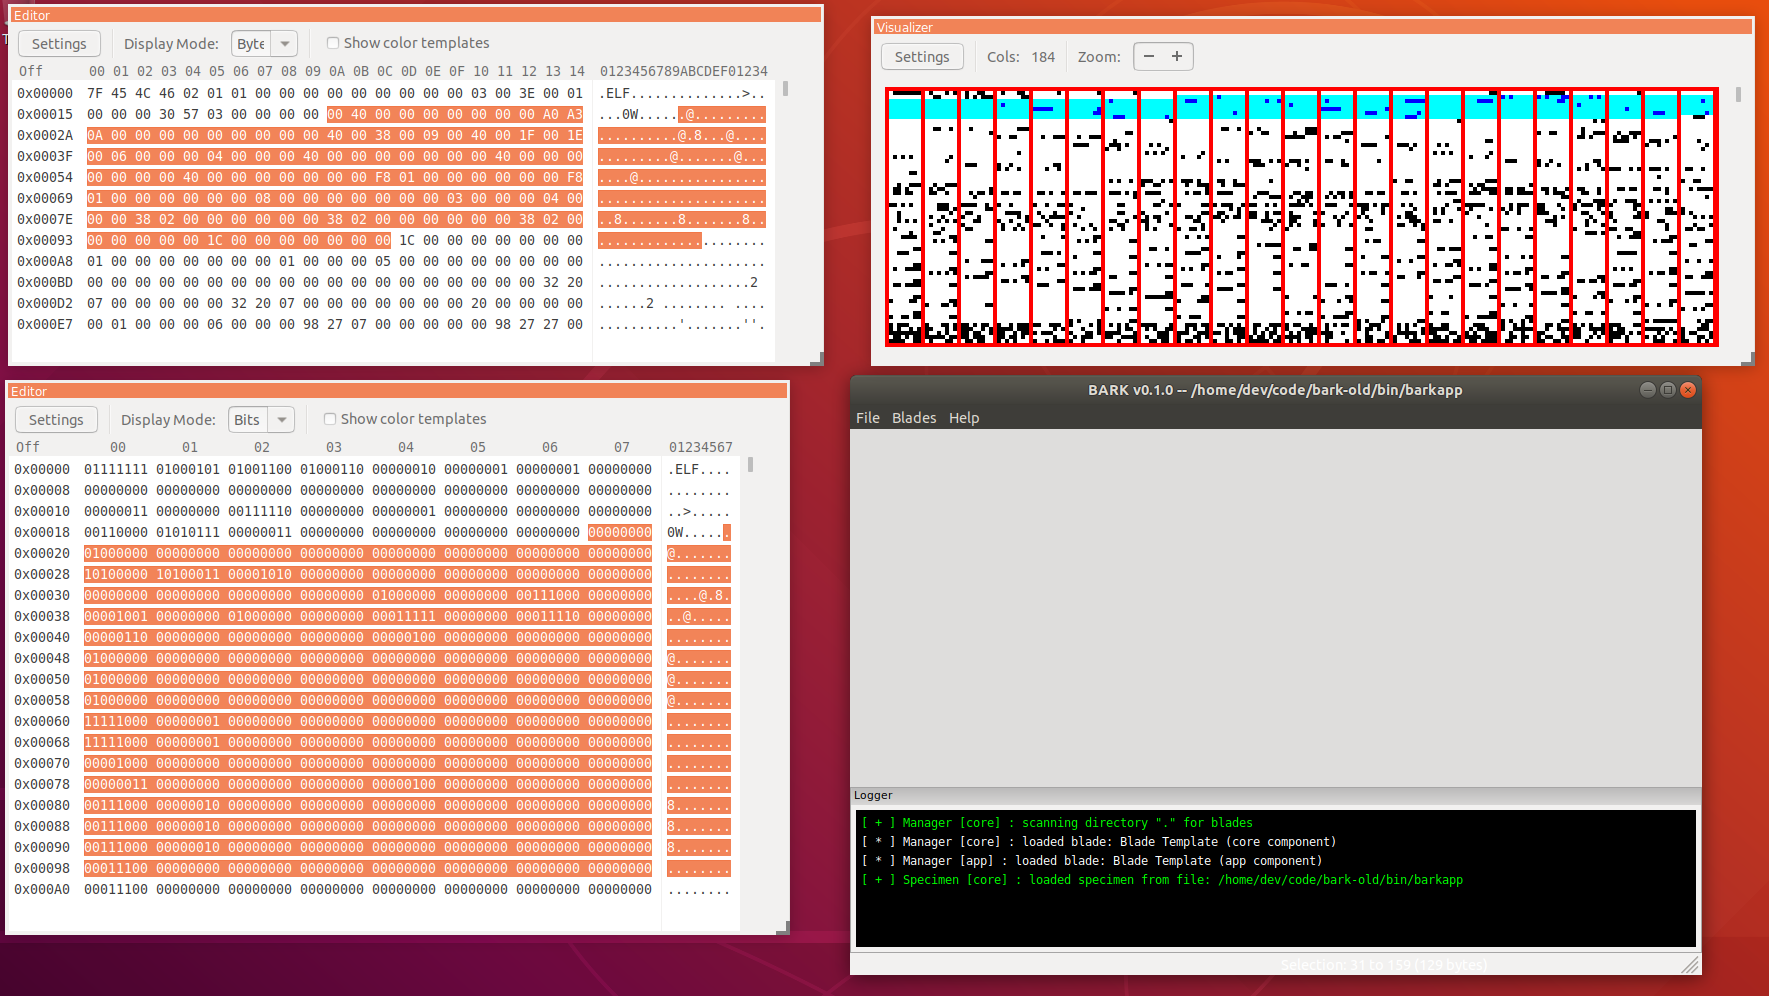 Editor
Settings Display Mode: Byte Show color templates
Off 00 01 02 03 04 05 06 07 08 09 0A 0B 0C 0D 0E 0F 10 11 12 13 14 0123456789ABCDEF01234
0x00000 7F 45 4C 46 02 01 01 00 00 00 00 00 00 00 00 00 03 00 3E 00 01 .ELF..............>..
0x00015 00 00 00 30 57 03 00 00 00 00 00 40 00 00 00 00 00 00 00 A0 A3 ...0W......@.........
0x0002A 0A 00 00 00 00 00 00 00 00 00 40 00 38 00 09 00 40 00 1F 00 1E ..........@.8...@....
0x0003F 00 06 00 00 00 04 00 00 00 40 00 00 00 00 00 00 00 40 00 00 00 .........@.......@...
0x00054 00 00 00 00 40 00 00 00 00 00 00 00 F8 01 00 00 00 00 00 00 F8 ....@................
0x00069 01 00 00 00 00 00 00 08 00 00 00 00 00 00 00 03 00 00 00 04 00 .....................
0x0007E 00 00 38 02 00 00 00 00 00 00 38 02 00 00 00 00 00 00 38 02 00 ..8.......8.......8..
0x00093 00 00 00 00 00 1C 00 00 00 00 00 00 00 1C 00 00 00 00 00 00 00 .....................
0x000A8 01 00 00 00 00 00 00 00 01 00 00 00 05 00 00 00 00 00 00 00 00 .....................
0x000BD 00 00 00 00 00 00 00 00 00 00 00 00 00 00 00 00 00 00 00 32 20 ...................2
0x000D2 07 00 00 00 00 00 32 20 07 00 00 00 00 00 00 00 20 00 00 00 00 ......2 ........ ....
0x000E7 00 01 00 00 00 06 00 00 00 98 27 07 00 00 00 00 00 98 27 27 00 ..........'.......''.
Visualizer
Settings Cols: 184 Zoom: − +
Editor
Settings Display Mode: Bits Show color templates
Off 00 01 02 03 04 05 06 07 01234567
0x00000 01111111 01000101 01001100 01000110 00000010 00000001 00000001 00000000 .ELF....
0x00008 00000000 00000000 00000000 00000000 00000000 00000000 00000000 00000000 ........
0x00010 00000011 00000000 00111110 00000000 00000001 00000000 00000000 00000000 ..>.....
0x00018 00110000 01010111 00000011 00000000 00000000 00000000 00000000 00000000 0W......
0x00020 01000000 00000000 00000000 00000000 00000000 00000000 00000000 00000000 @.......
0x00028 10100000 10100011 00001010 00000000 00000000 00000000 00000000 00000000 ........
0x00030 00000000 00000000 00000000 00000000 01000000 00000000 00111000 00000000 ....@.8.
0x00038 00001001 00000000 01000000 00000000 00011111 00000000 00011110 00000000 ..@.....
0x00040 00000110 00000000 00000000 00000000 00000100 00000000 00000000 00000000 ........
0x00048 01000000 00000000 00000000 00000000 00000000 00000000 00000000 00000000 @.......
0x00050 01000000 00000000 00000000 00000000 00000000 00000000 00000000 00000000 @.......
0x00058 01000000 00000000 00000000 00000000 00000000 00000000 00000000 00000000 @.......
0x00060 11111000 00000001 00000000 00000000 00000000 00000000 00000000 00000000 ........
0x00068 11111000 00000001 00000000 00000000 00000000 00000000 00000000 00000000 ........
0x00070 00001000 00000000 00000000 00000000 00000000 00000000 00000000 00000000 ........
0x00078 00000011 00000000 00000000 00000000 00000100 00000000 00000000 00000000 ........
0x00080 00111000 00000010 00000000 00000000 00000000 00000000 00000000 00000000 8.......
0x00088 00111000 00000010 00000000 00000000 00000000 00000000 00000000 00000000 8.......
0x00090 00111000 00000010 00000000 00000000 00000000 00000000 00000000 00000000 8.......
0x00098 00011100 00000000 00000000 00000000 00000000 00000000 00000000 00000000 ........
0x000A0 00011100 00000000 00000000 00000000 00000000 00000000 00000000 00000000 ........
BARK v0.1.0 -- /home/dev/code/bark-old/bin/barkapp
File Blades Help
Logger
[ + ] Manager [core] : scanning directory "." for blades
[ * ] Manager [core] : loaded blade: Blade Template (core component)
[ * ] Manager [app] : loaded blade: Blade Template (app component)
[ + ] Specimen [core] : loaded specimen from file: /home/dev/code/bark-old/bin/barkapp
Selection: 31 to 159 (129 bytes)